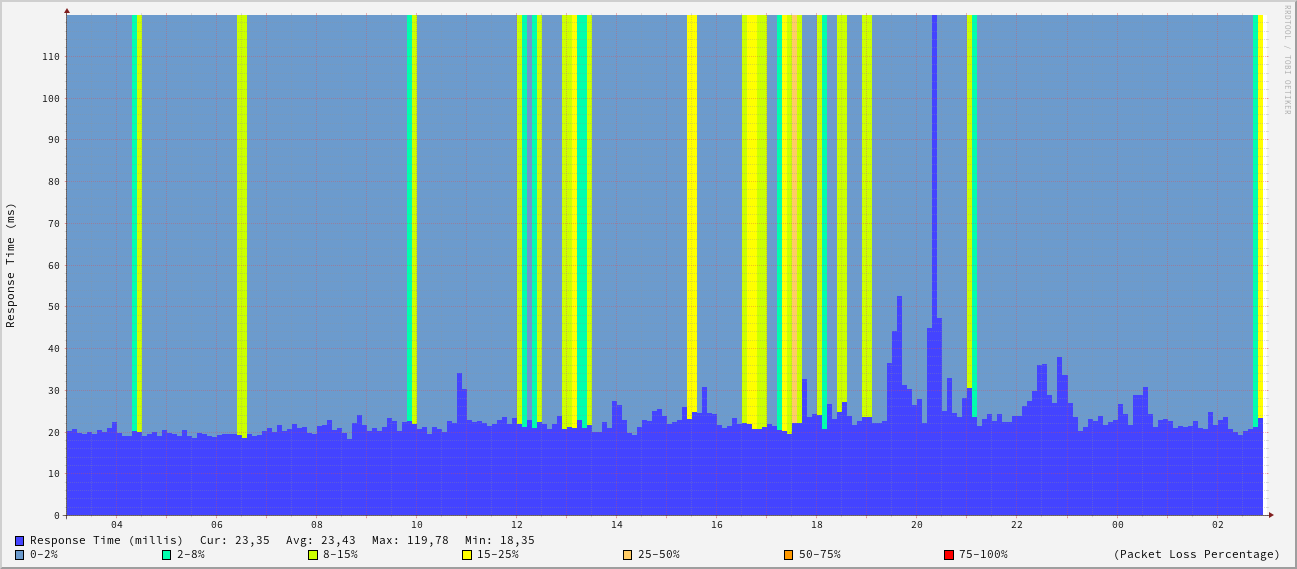 RRDTOOL / TOBI OETIKER
Response Time (ms)
110
100
90
80
70
60
50
40
30
20
10
0
04 06 08 10 12 14 16 18 20 22 00 02
Response Time (millis) Cur: 23,35 Avg: 23,43 Max: 119,78 Min: 18,35
0-2% 2-8% 8-15% 15-25% 25-50% 50-75% 75-100% (Packet Loss Percentage)